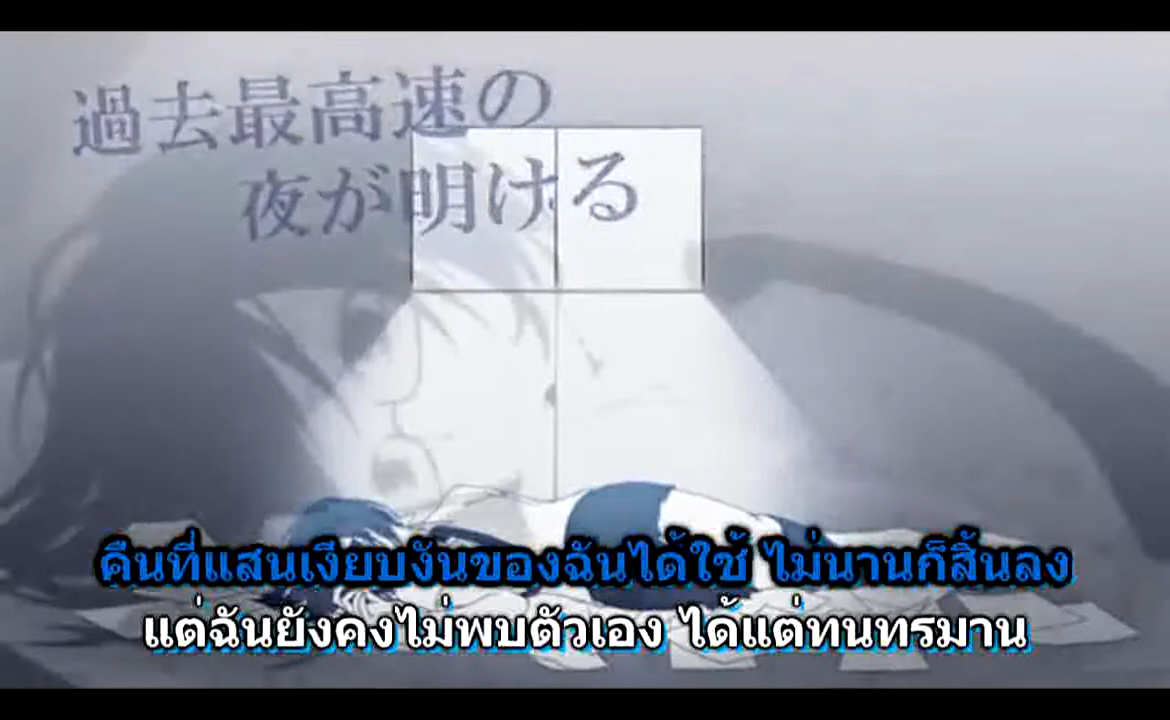 過去最高速の
夜が明ける
คืนที่แสนเงียบงันของฉันได้ใช้ ไม่นานก็สิ้นลง
แต่ฉันยังคงไม่พบตัวเอง ได้แต่ทนทรมาน